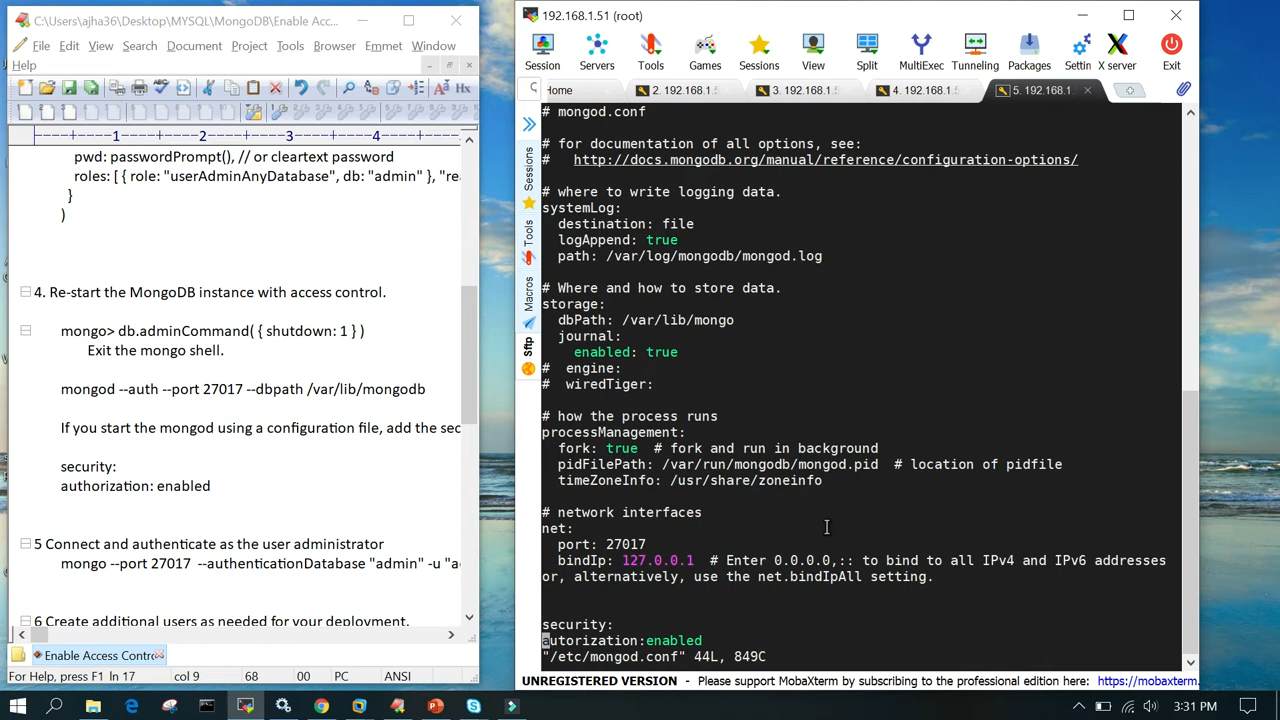 C:\Users\ajha36\Desktop\MYSQL\MongoDB\Enable Acc...
File Edit View Search Document Project Tools Browser Emmet Window
Help
1 2 3 4
pwd: passwordPrompt(), // or cleartext password
roles: [ { role: "userAdminAnyDatabase", db: "admin" }, "rea
}
)
4. Re-start the MongoDB instance with access control.
mongo> db.adminCommand( { shutdown: 1 } )
Exit the mongo shell.
mongod --auth --port 27017 --dbpath /var/lib/mongodb
If you start the mongod using a configuration file, add the sec
security:
authorization: enabled
5 Connect and authenticate as the user administrator
mongo --port 27017 --authenticationDatabase "admin" -u "ac
6 Create additional users as needed for your deployment.
Enable Access Contro
For Help, press F1 Ln 17 col 9 68 00 PC ANSI
192.168.1.51 (root)
Session Servers Tools Games Sessions View Split MultiExec Tunneling Packages Settin X server Exit
Home 2. 192.168.1.5 3. 192.168.1.5 4. 192.168.1.5 5. 192.168.1
Sessions
Tools
Macros
Sftp
# mongod.conf
# for documentation of all options, see:
# http://docs.mongodb.org/manual/reference/configuration-options/
# where to write logging data.
systemLog:
destination: file
logAppend: true
path: /var/log/mongodb/mongod.log
# Where and how to store data.
storage:
dbPath: /var/lib/mongo
journal:
enabled: true
# engine:
# wiredTiger:
# how the process runs
processManagement:
fork: true # fork and run in background
pidFilePath: /var/run/mongodb/mongod.pid # location of pidfile
timeZoneInfo: /usr/share/zoneinfo
# network interfaces
net:
port: 27017
bindIp: 127.0.0.1 # Enter 0.0.0.0,:: to bind to all IPv4 and IPv6 addresses
or, alternatively, use the net.bindIpAll setting.
security:
autorization:enabled
"/etc/mongod.conf" 44L, 849C
UNREGISTERED VERSION - Please support MobaXterm by subscribing to the professional edition here: https://mobaxterm.
3:31 PM